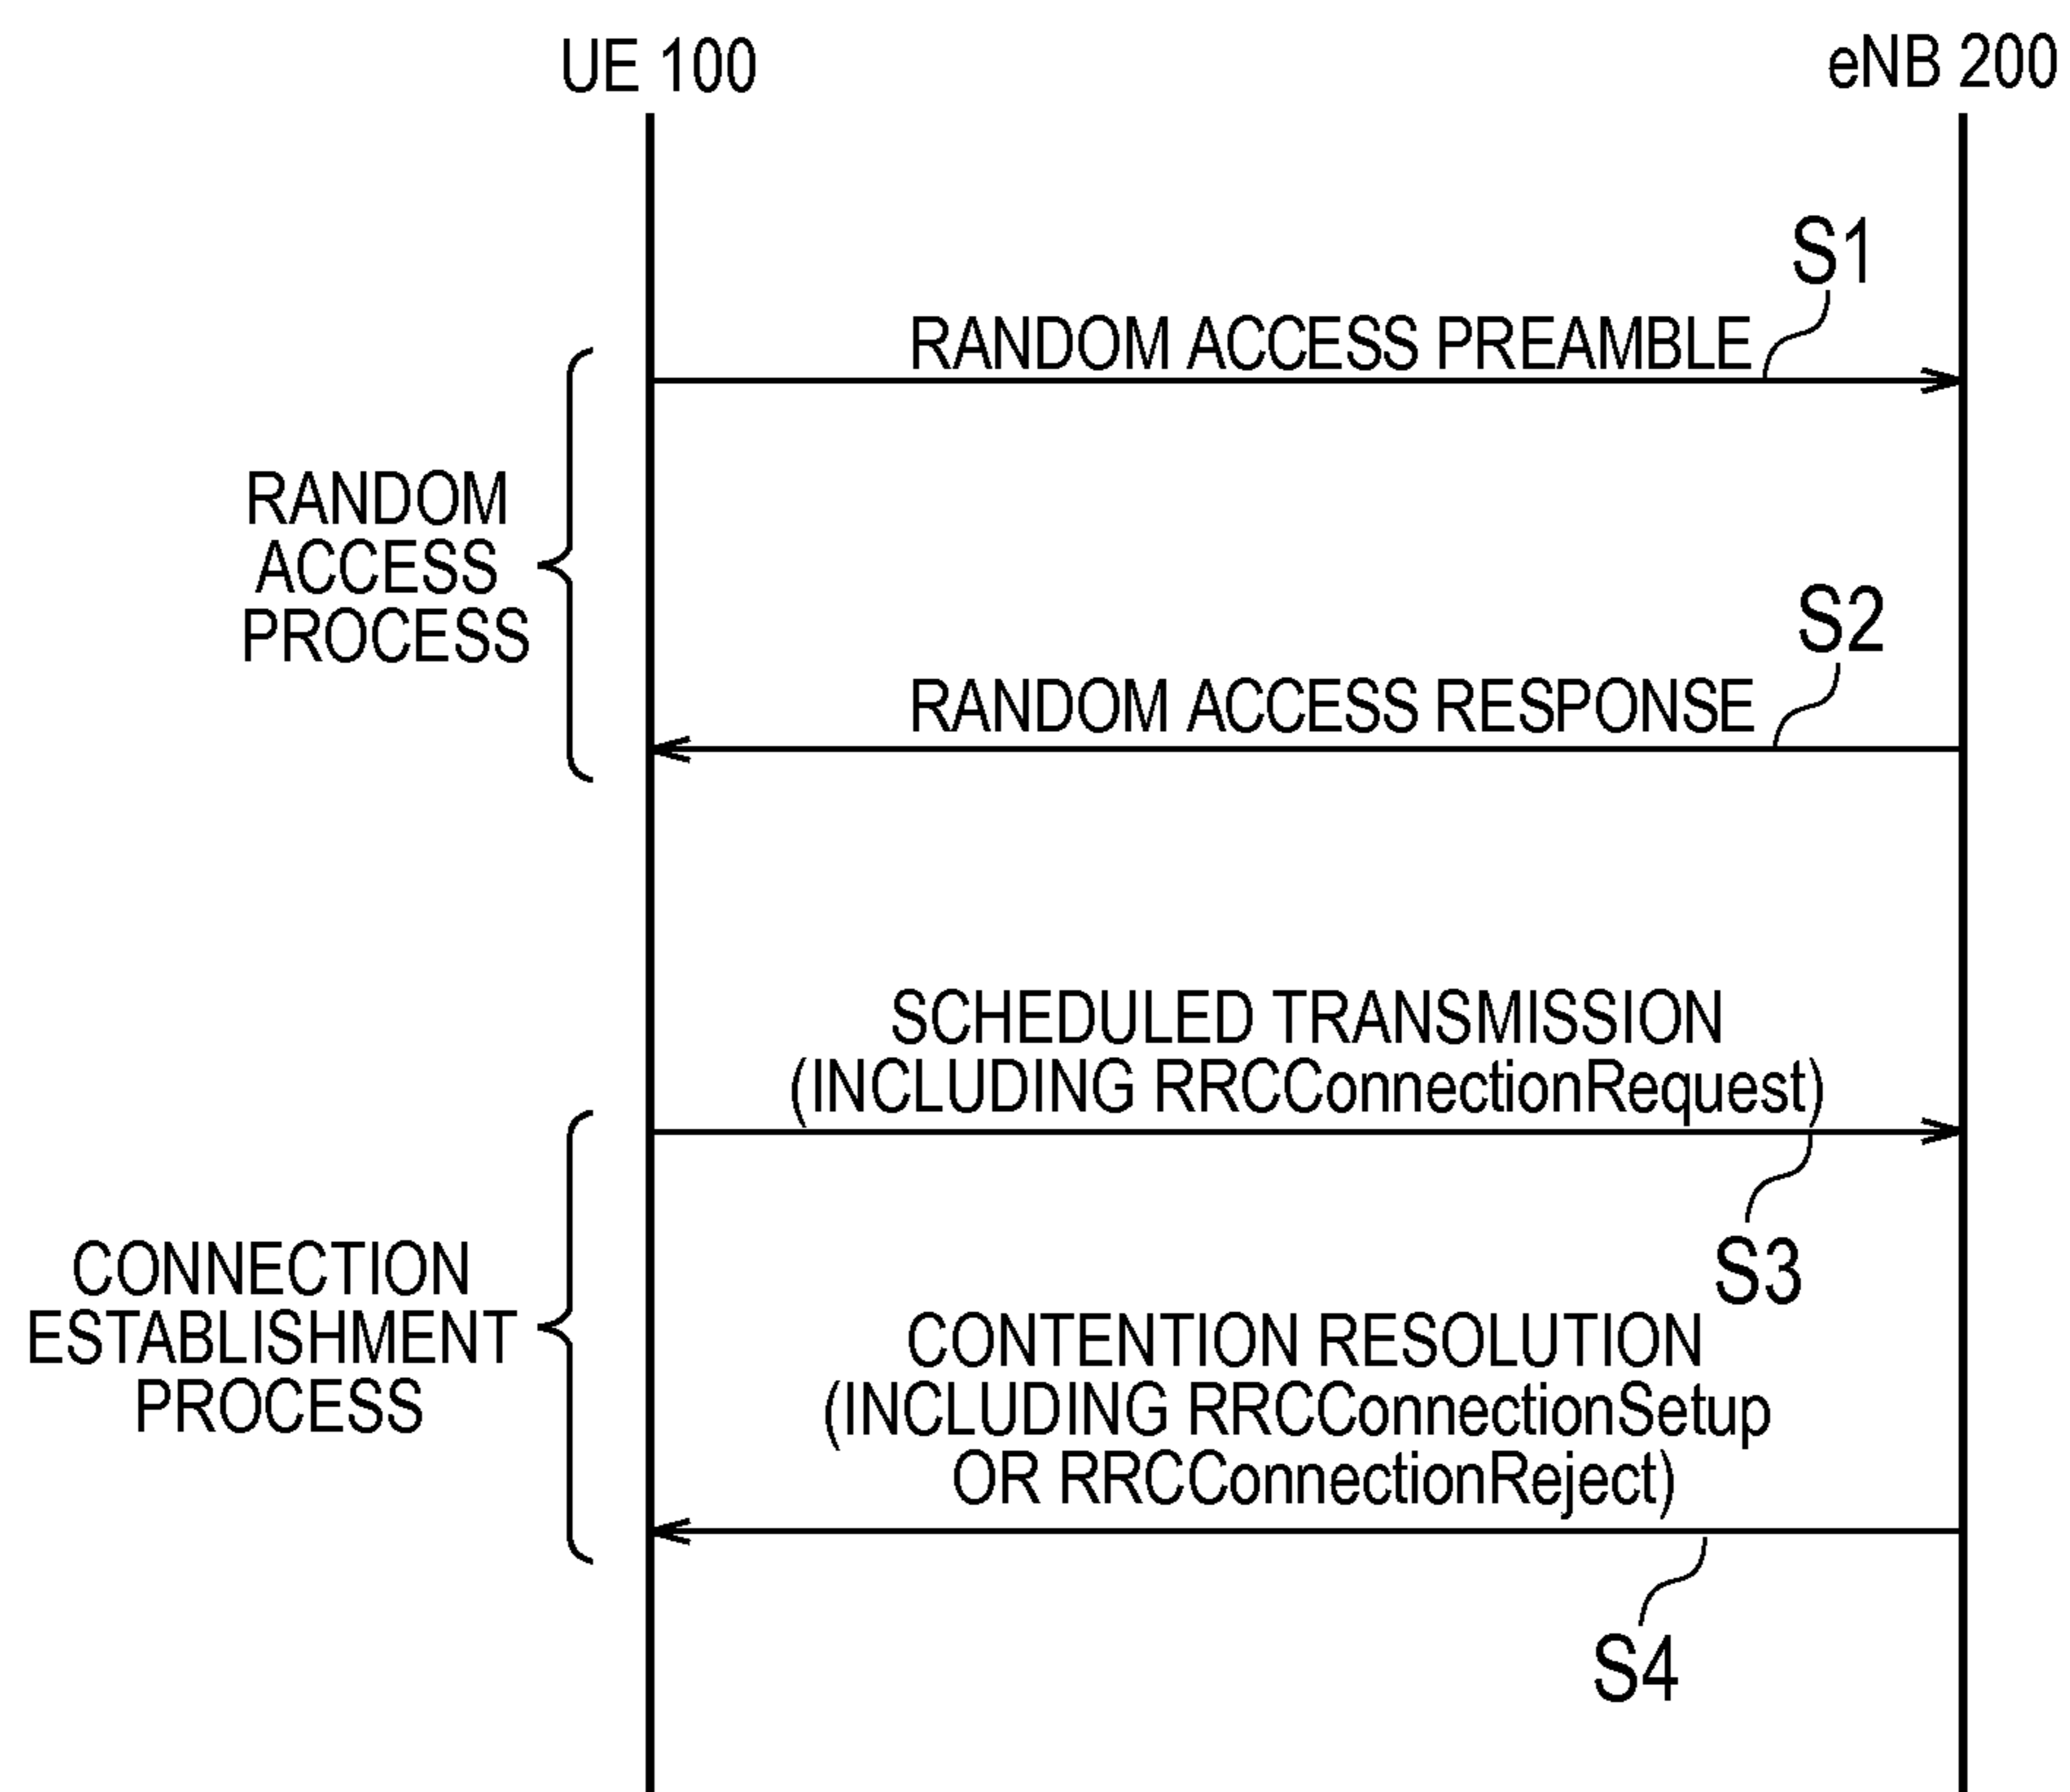 UE 100
eNB 200
S1
RANDOM ACCESS PREAMBLE
RANDOM
ACCESS
PROCESS
S2
RANDOM ACCESS RESPONSE
SCHEDULED TRANSMISSION
(INCLUDING RRCConnectionRequest)
S3
CONNECTION
ESTABLISHMENT
PROCESS
CONTENTION RESOLUTION
(INCLUDING RRCConnectionSetup
OR RRCConnectionReject)
S4